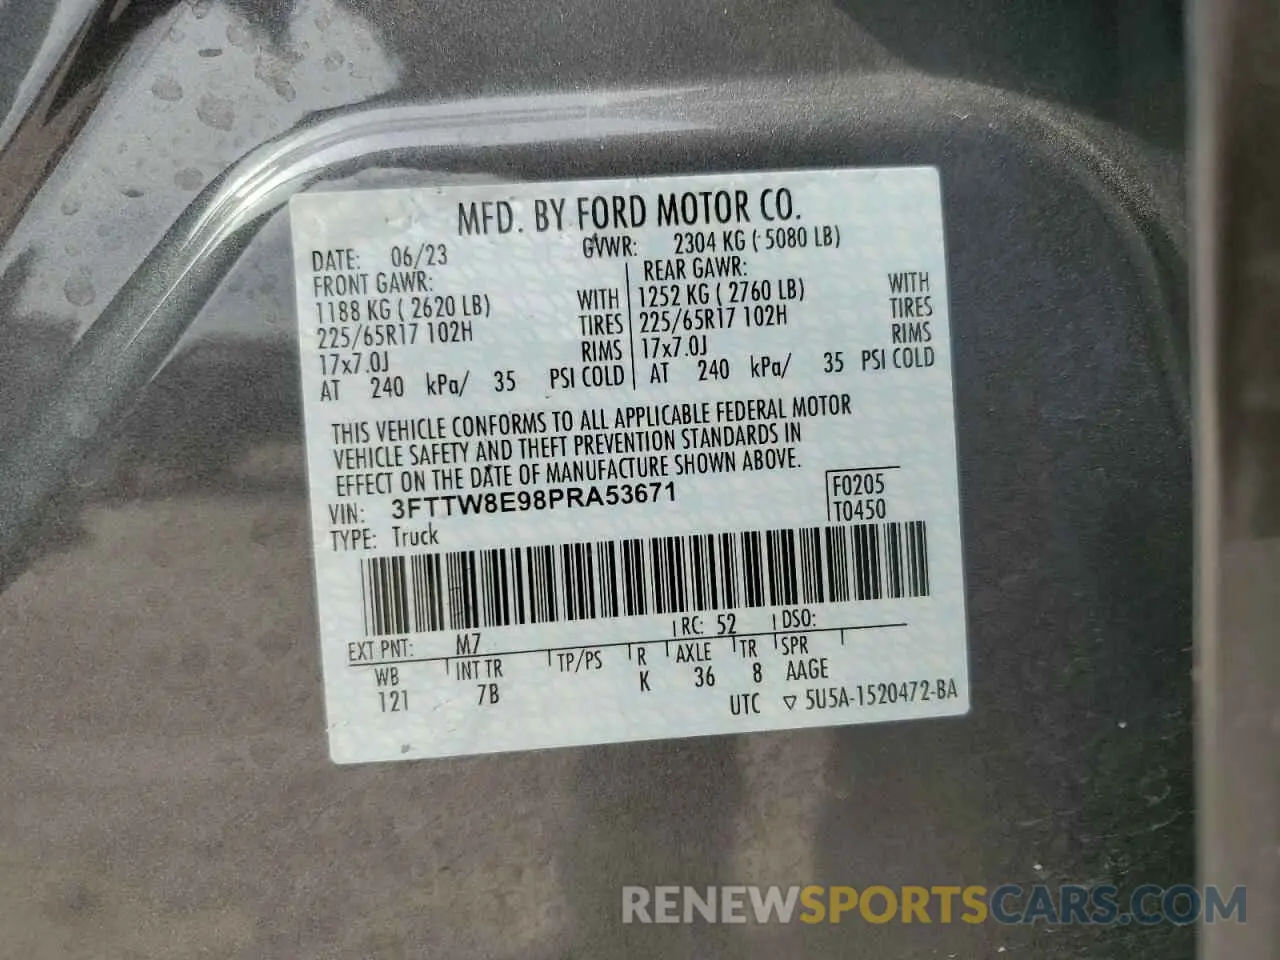 MFD. BY FORD MOTOR CO.
DATE: 06/23 GVWR: 2304 KG ( 5080 LB)
FRONT GAWR: REAR GAWR:
1188 KG ( 2620 LB) WITH 1252 KG ( 2760 LB) WITH
225/65R17 102H TIRES 225/65R17 102H TIRES
17x7.0J RIMS 17x7.0J RIMS
AT 240 kPa/ 35 PSI COLD AT 240 kPa/ 35 PSI COLD
THIS VEHICLE CONFORMS TO ALL APPLICABLE FEDERAL MOTOR
VEHICLE SAFETY AND THEFT PREVENTION STANDARDS IN
EFFECT ON THE DATE OF MANUFACTURE SHOWN ABOVE.
VIN: 3FTTW8E98PRA53671 F0205
TYPE: Truck T0450
EXT PNT: M7 RC: 52 DSO:
WB INT TR TP/PS R AXLE TR SPR
121 7B K 36 8 AAGE
UTC ▽ 5U5A-1520472-BA
RENEWSPORTSCARS.COM